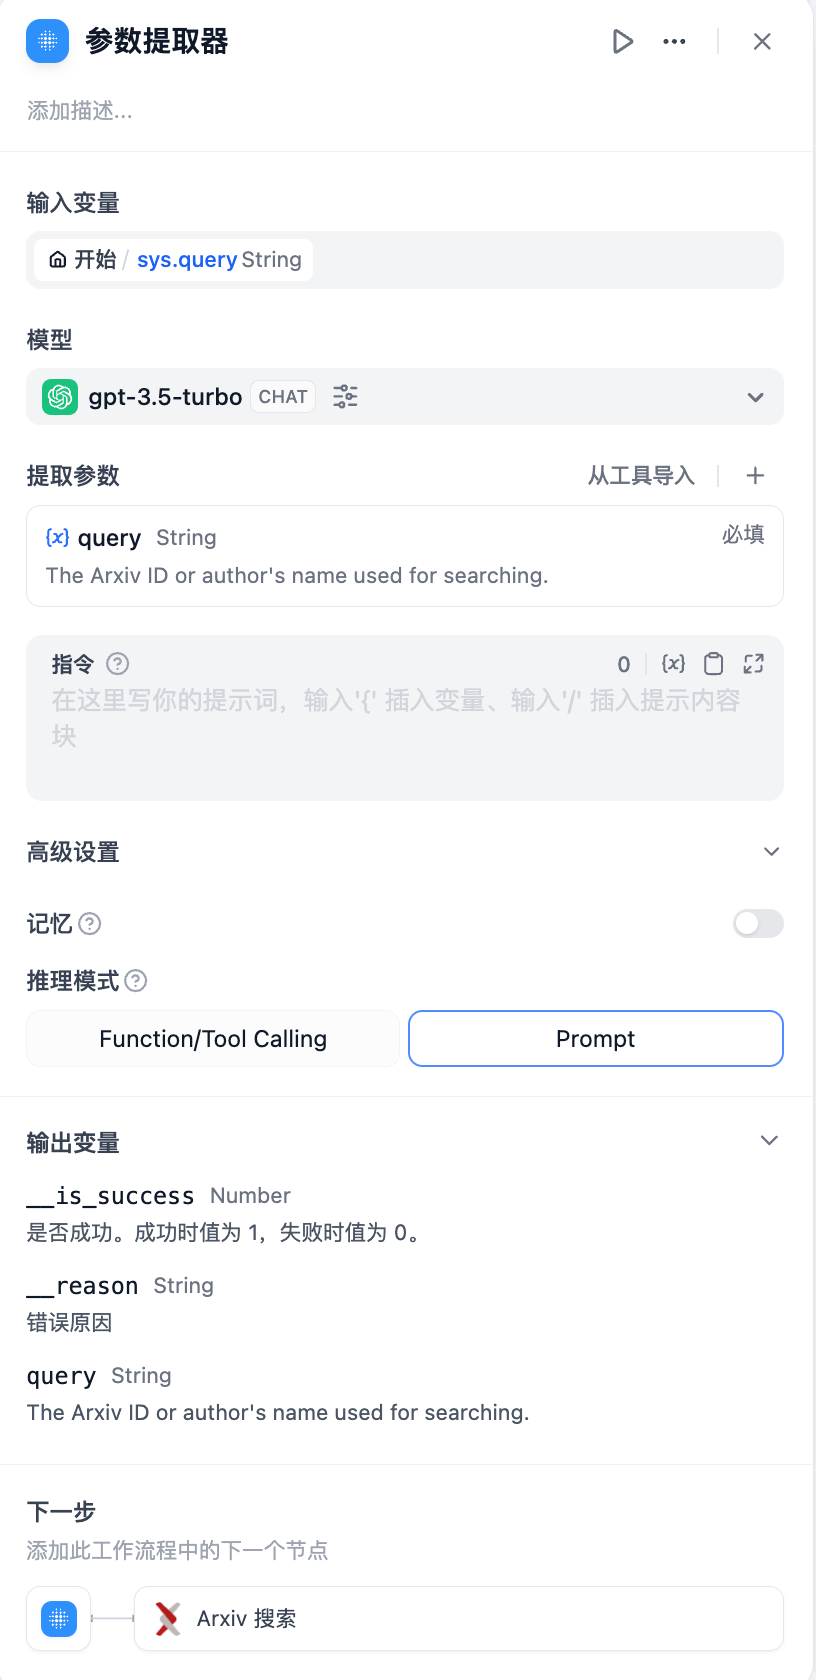 参数提取器
添加描述...
输入变量
开始 / sys.query String
模型
gpt-3.5-turbo CHAT
提取参数 从工具导入
{x} query String 必填
The Arxiv ID or author's name used for searching.
指令 0 {x}
在这里写你的提示词，输入'{' 插入变量、输入'/' 插入提示内容
块
高级设置
记忆
推理模式
Function/Tool Calling Prompt
输出变量
__is_success Number
是否成功。成功时值为 1，失败时值为 0。
__reason String
错误原因
query String
The Arxiv ID or author's name used for searching.
下一步
添加此工作流程中的下一个节点
Arxiv 搜索